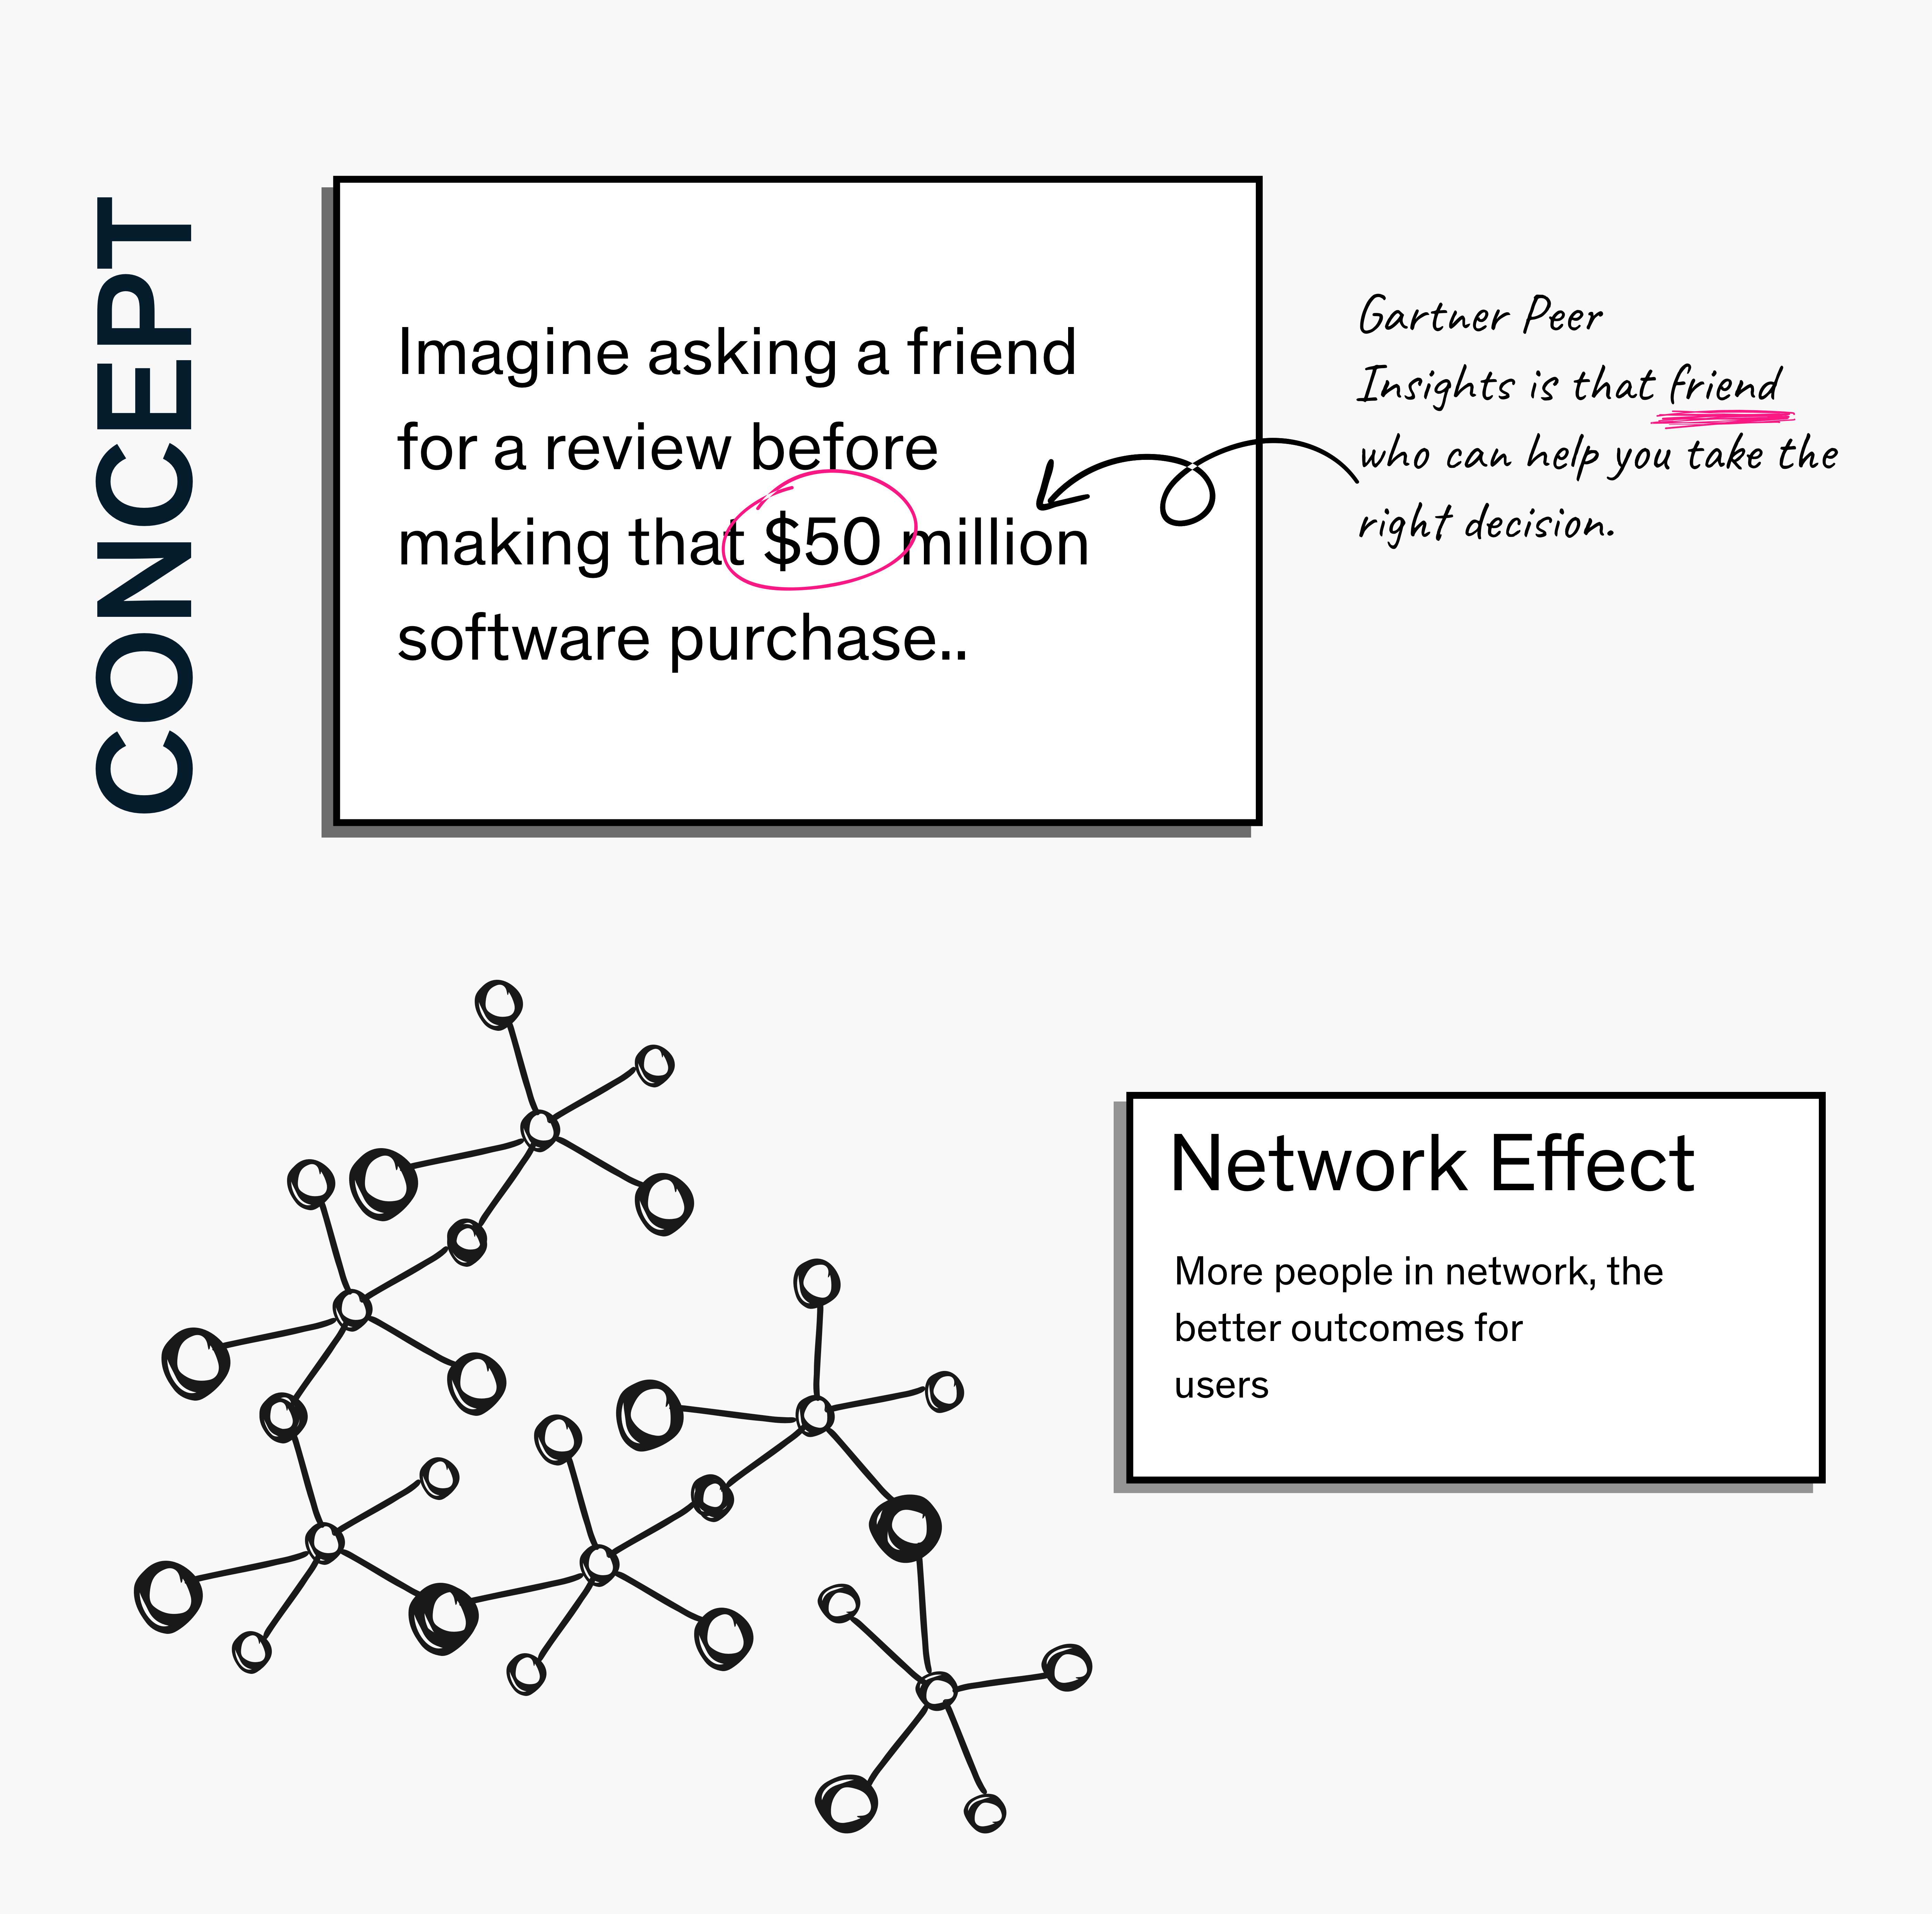 CONCEPT
Imagine asking a friend
for a review before
making that $50 million
software purchase..
Gartner Peer
Insights is that friend
who can help you take the
right decision.
Network Effect
More people in network, the
better outcomes for
users